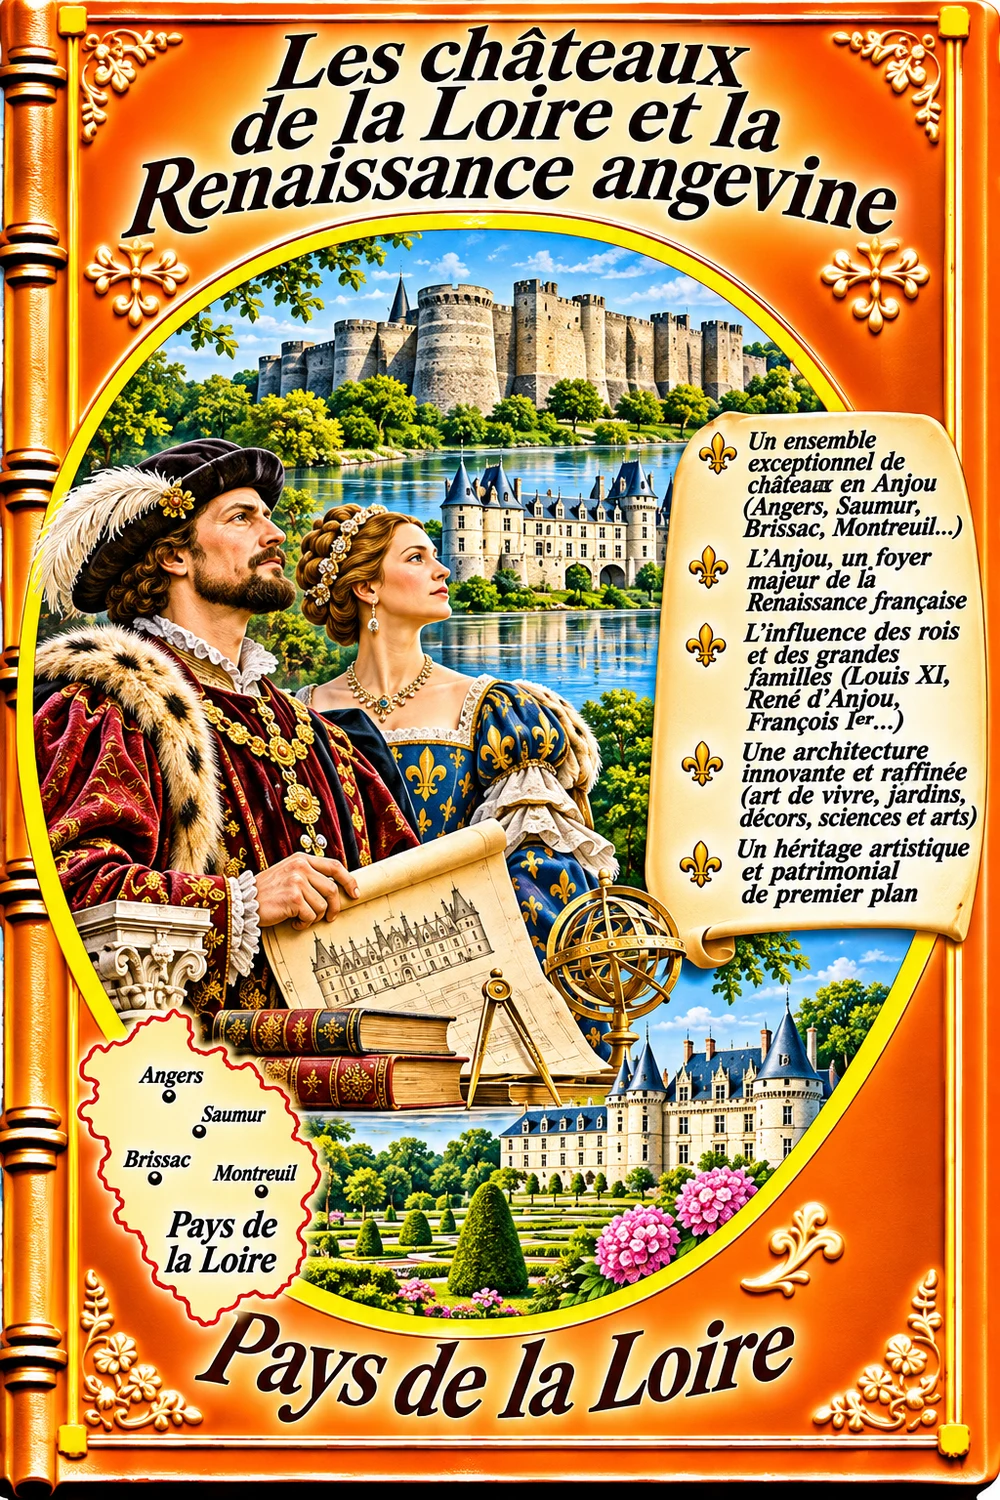 Les châteaux
de la Loire et la
Renaissance angevine
Un ensemble
exceptionnel de
châteaux en Anjou
(Angers, Saumur,
Brissac, Montreuil...)
L'Anjou, un foyer
majeur de la
Renaissance française
L'influence des rois
et des grandes
familles (Louis XI,
René d'Anjou,
François Ier...)
Une architecture
innovante et raffinée
(art de vivre, jardins,
décors, sciences et arts)
Un héritage artistique
et patrimonial
de premier plan
Angers
Saumur
Brissac
Montreuil
Pays de
la Loire
Pays de la Loire